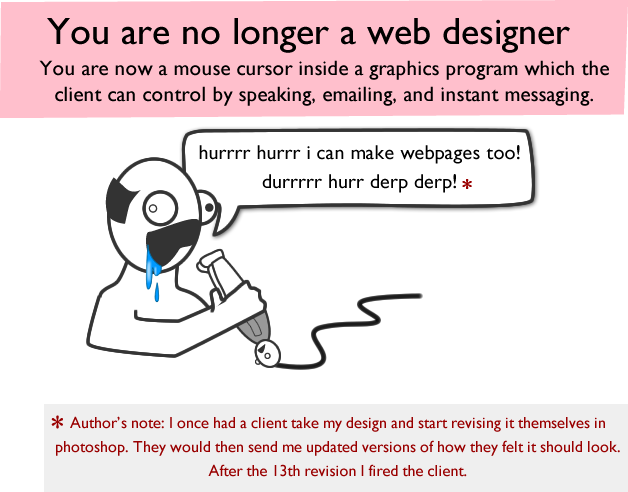 You are no longer a web designer
You are now a mouse cursor inside a graphics program which the
client can control by speaking, emailing, and instant messaging.
hurrrr hurrr i can make webpages too!
durrrrr hurr derp derp! *
* Author's note: I once had a client take my design and start revising it themselves in
photoshop. They would then send me updated versions of how they felt it should look.
After the 13th revision I fired the client.